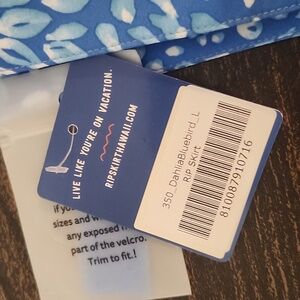 LIVE LIKE YOU'RE ON VACATION.
RIPSKIRTHAWAII.COM
350_DahliaBluebird_L
Rip Skirt
810087910716
if you
sizes and w
any exposed
part of the velcro.
Trim to fit.!